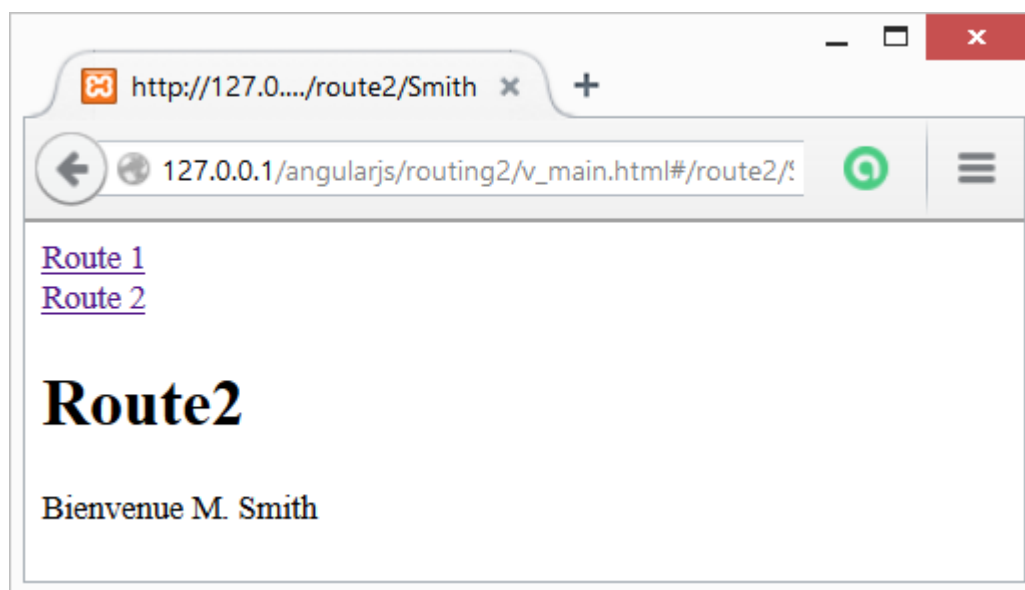 http://127.0..../route2/Smith
127.0.0.1/angularjs/routing2/v_main.html#/route2/
Route 1
Route 2
Route2
Bienvenue M. Smith